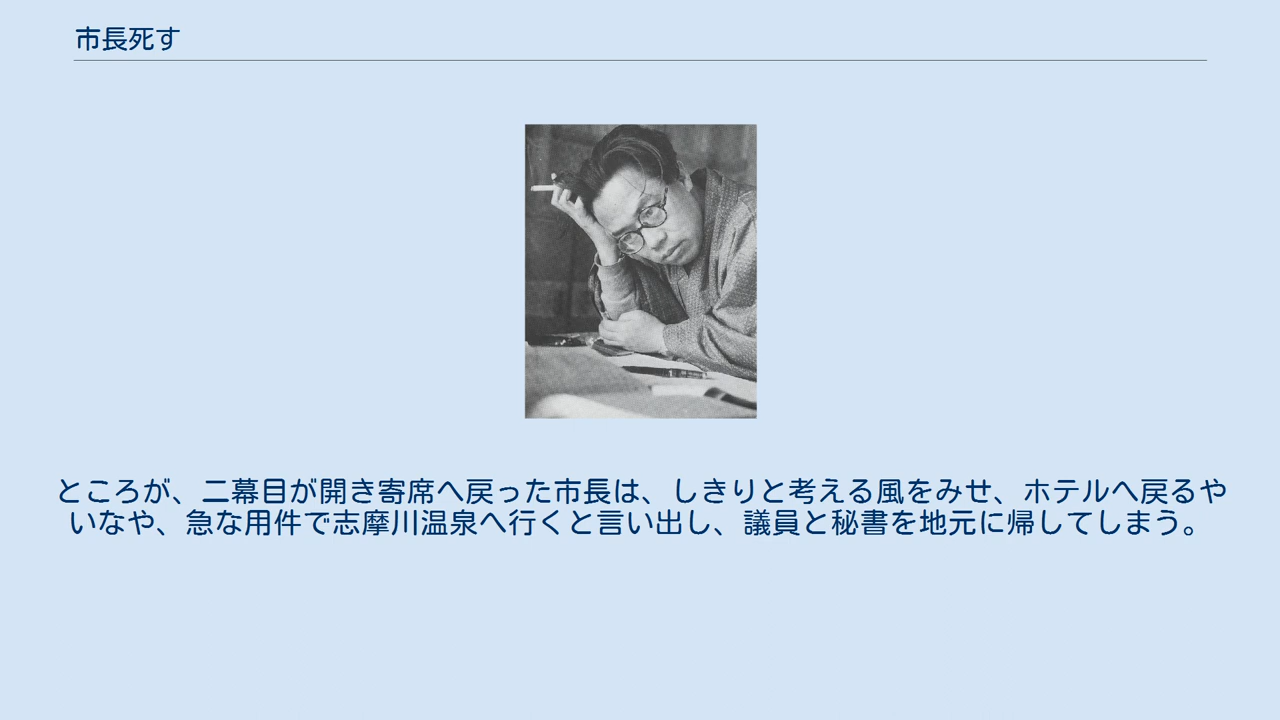 市長死す
ところが、二幕目が開き寄席へ戻った市長は、しきりと考える風をみせ、ホテルへ戻るや
いなや、急な用件で志摩川温泉へ行くと言い出し、議員と秘書を地元に帰してしまう。